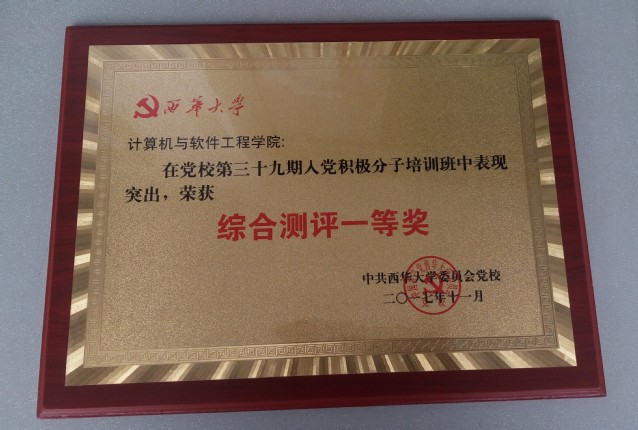 西华大学
计算机与软件工程学院:
在党校第三十九期入党积极分子培训班中表现
突出，荣获
综合测评一等奖
中共西华大学委员会党校
二〇一七年十一月